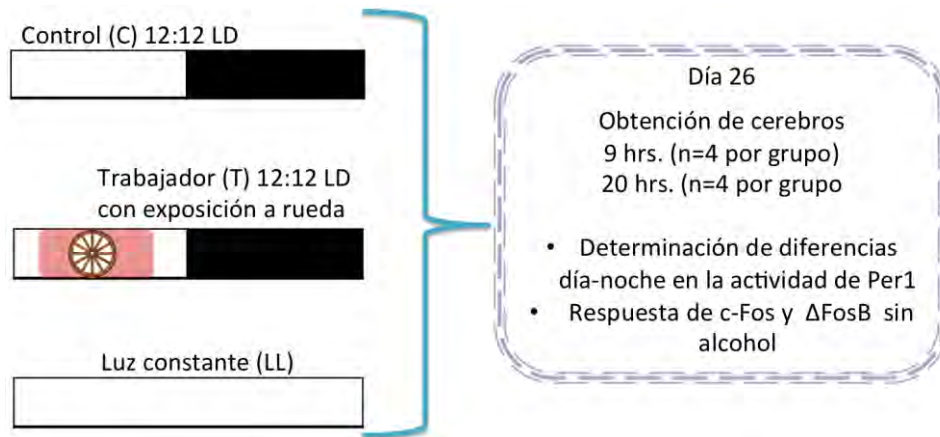 Control (C) 12:12 LD
Trabajador (T) 12:12 LD
con exposición a rueda
Luz constante (LL)
Día 26
Obtención de cerebros
9 hrs. (n=4 por grupo)
20 hrs. (n=4 por grupo
• Determinación de diferencias
día-noche en la actividad de Per1
• Respuesta de c-Fos y ΔFosB sin
alcohol